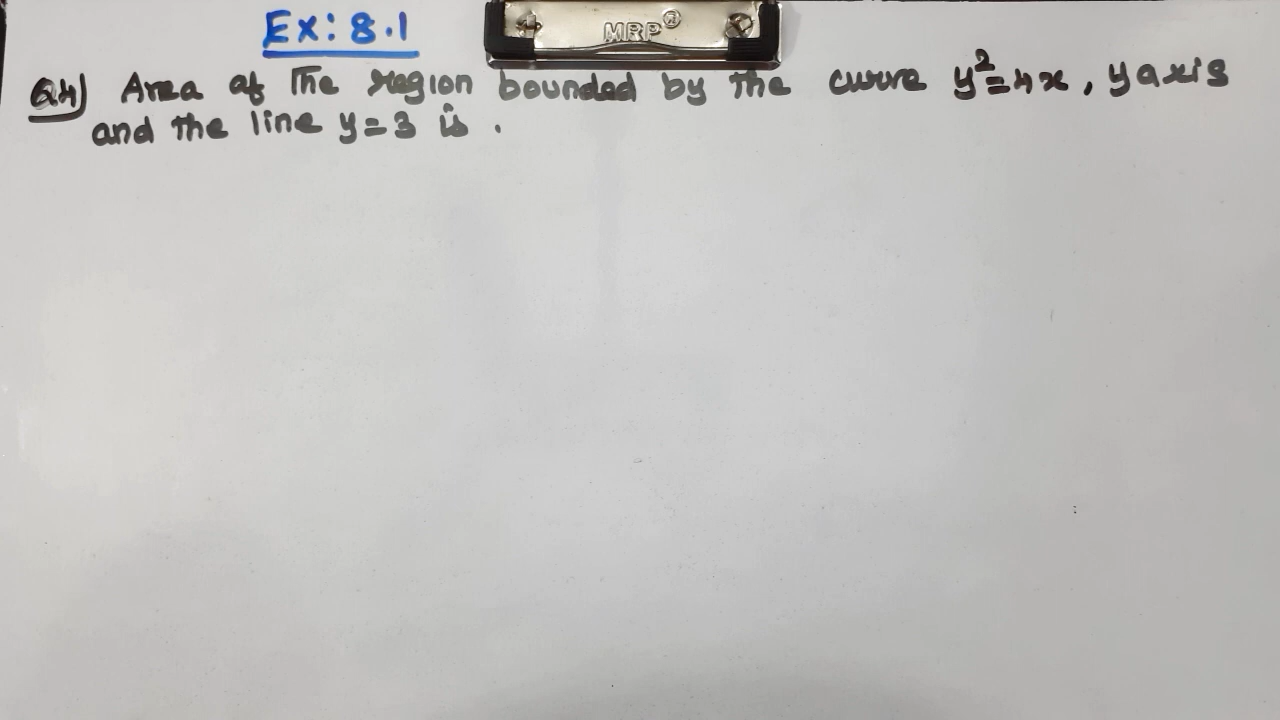 Ex: 8.1
MRP®
Q4) Area of The region bounded by The curve y²=4x, y axis
and The line y=3 is.